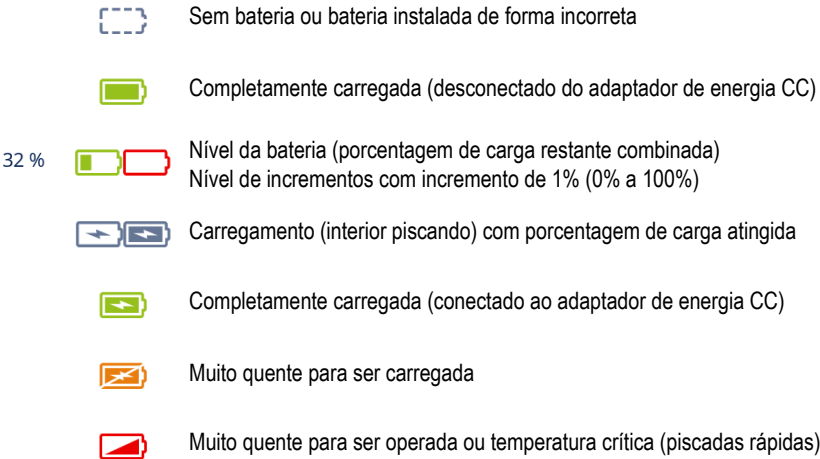 Sem bateria ou bateria instalada de forma incorreta
Completamente carregada (desconectado do adaptador de energia CC)
32 %
Nível da bateria (porcentagem de carga restante combinada)
Nível de incrementos com incremento de 1% (0% a 100%)
Carregamento (interior piscando) com porcentagem de carga atingida
Completamente carregada (conectado ao adaptador de energia CC)
Muito quente para ser carregada
Muito quente para ser operada ou temperatura crítica (piscadas rápidas)